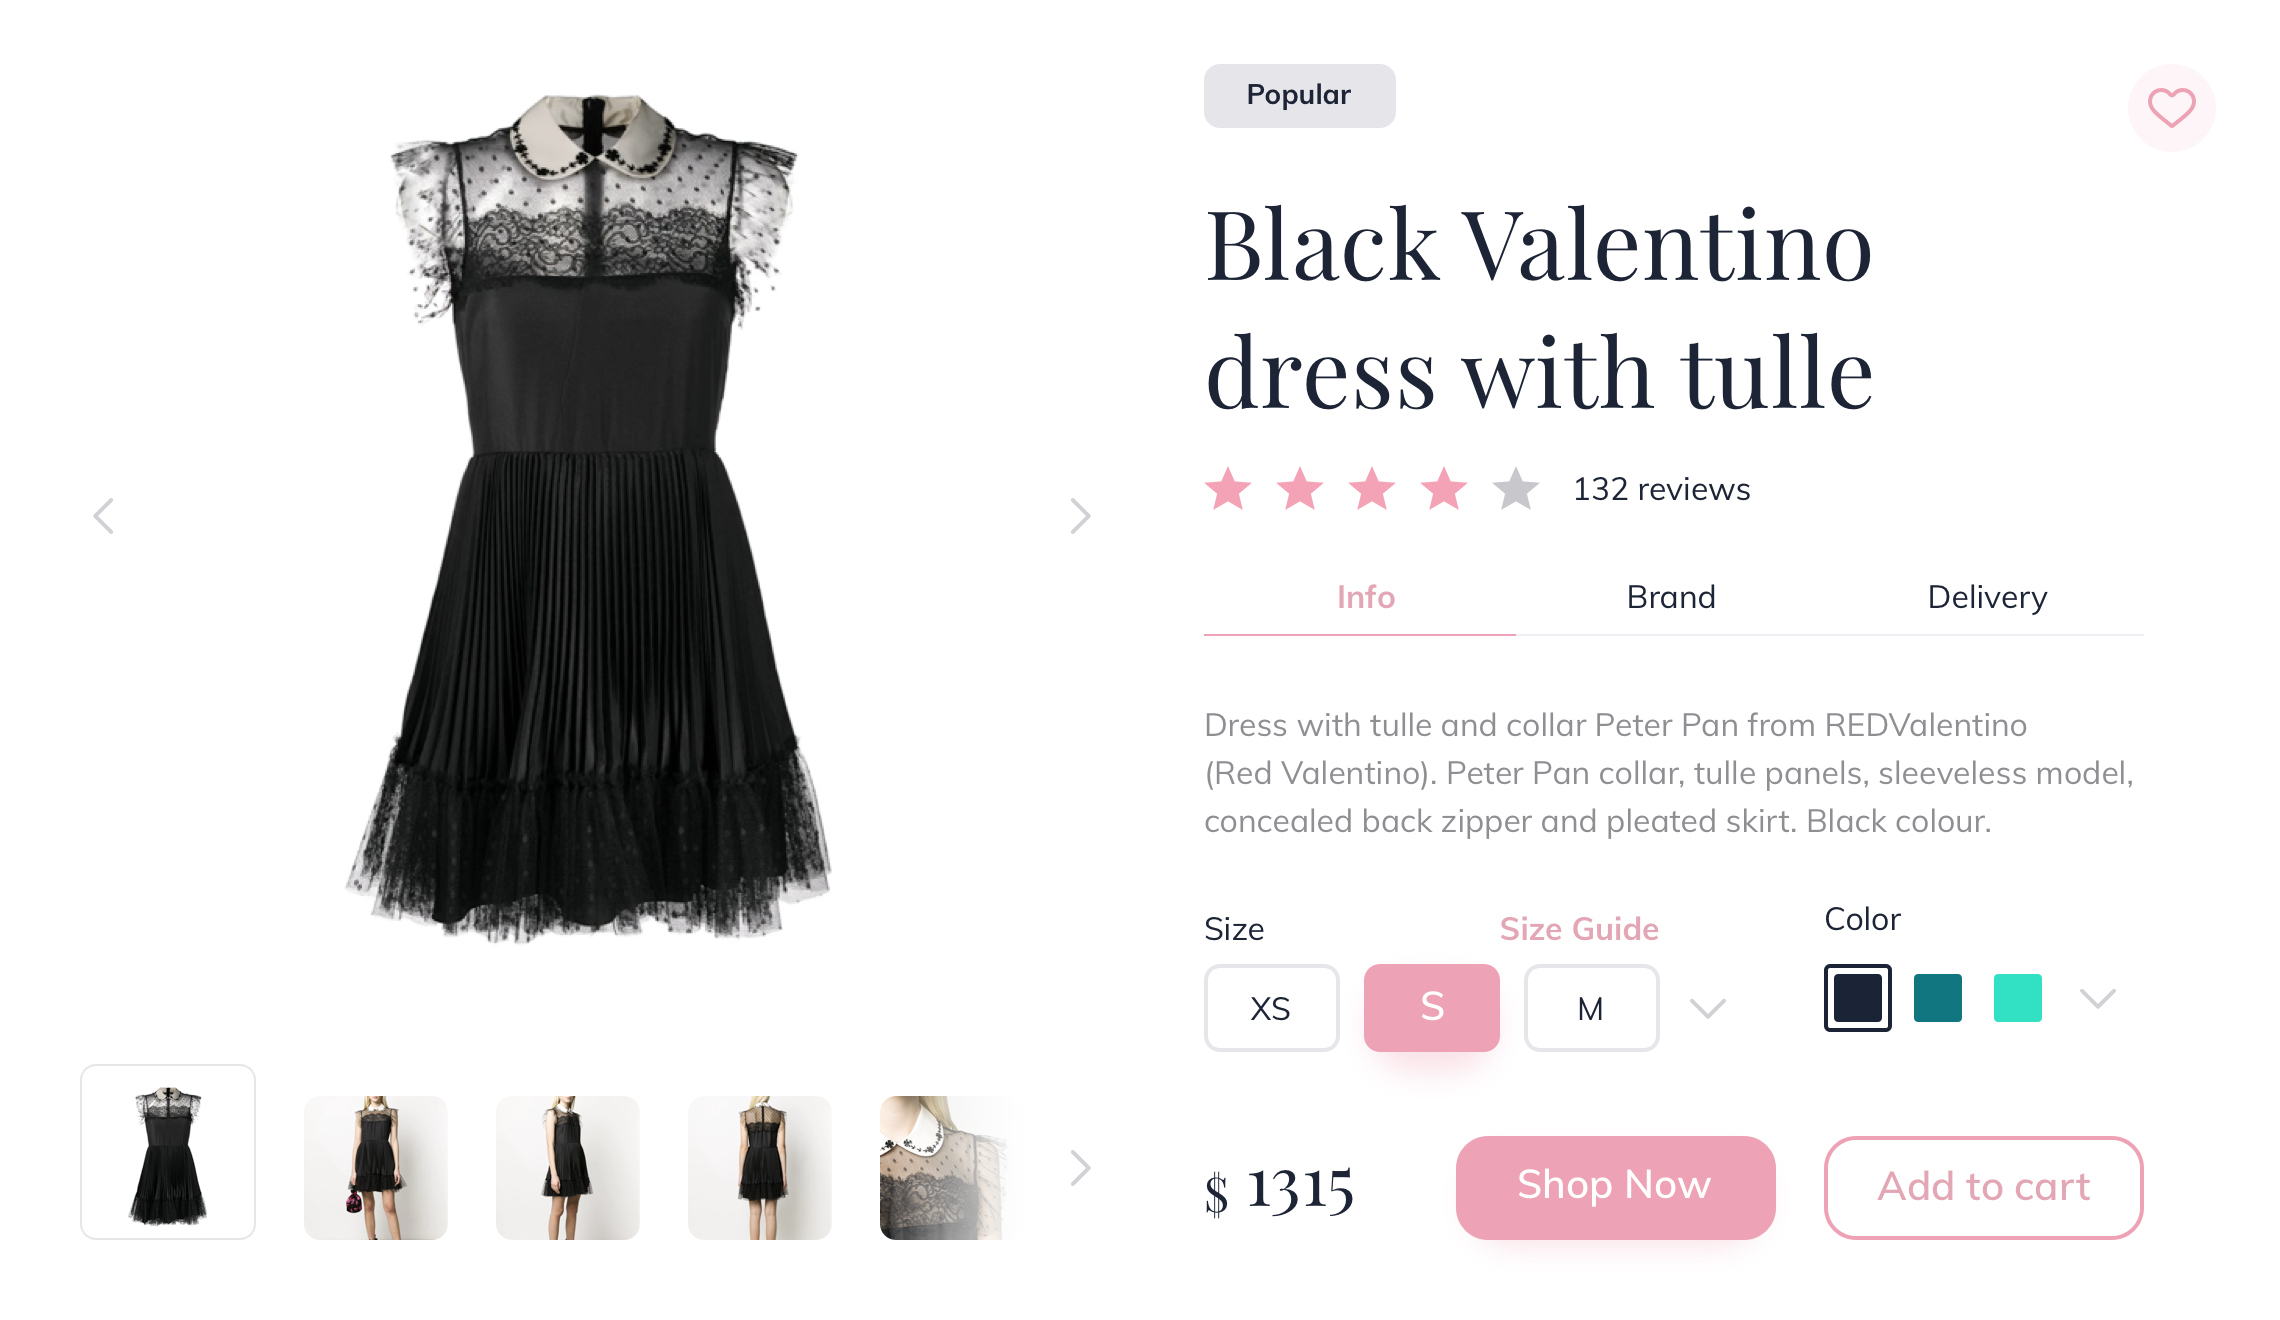 Popular
Black Valentino
dress with tulle
132 reviews
Info
Brand
Delivery
Dress with tulle and collar Peter Pan from REDValentino
(Red Valentino). Peter Pan collar, tulle panels, sleeveless model,
concealed back zipper and pleated skirt. Black colour.
Size
Size Guide
XS
S
M
Color
$ 1315
Shop Now
Add to cart